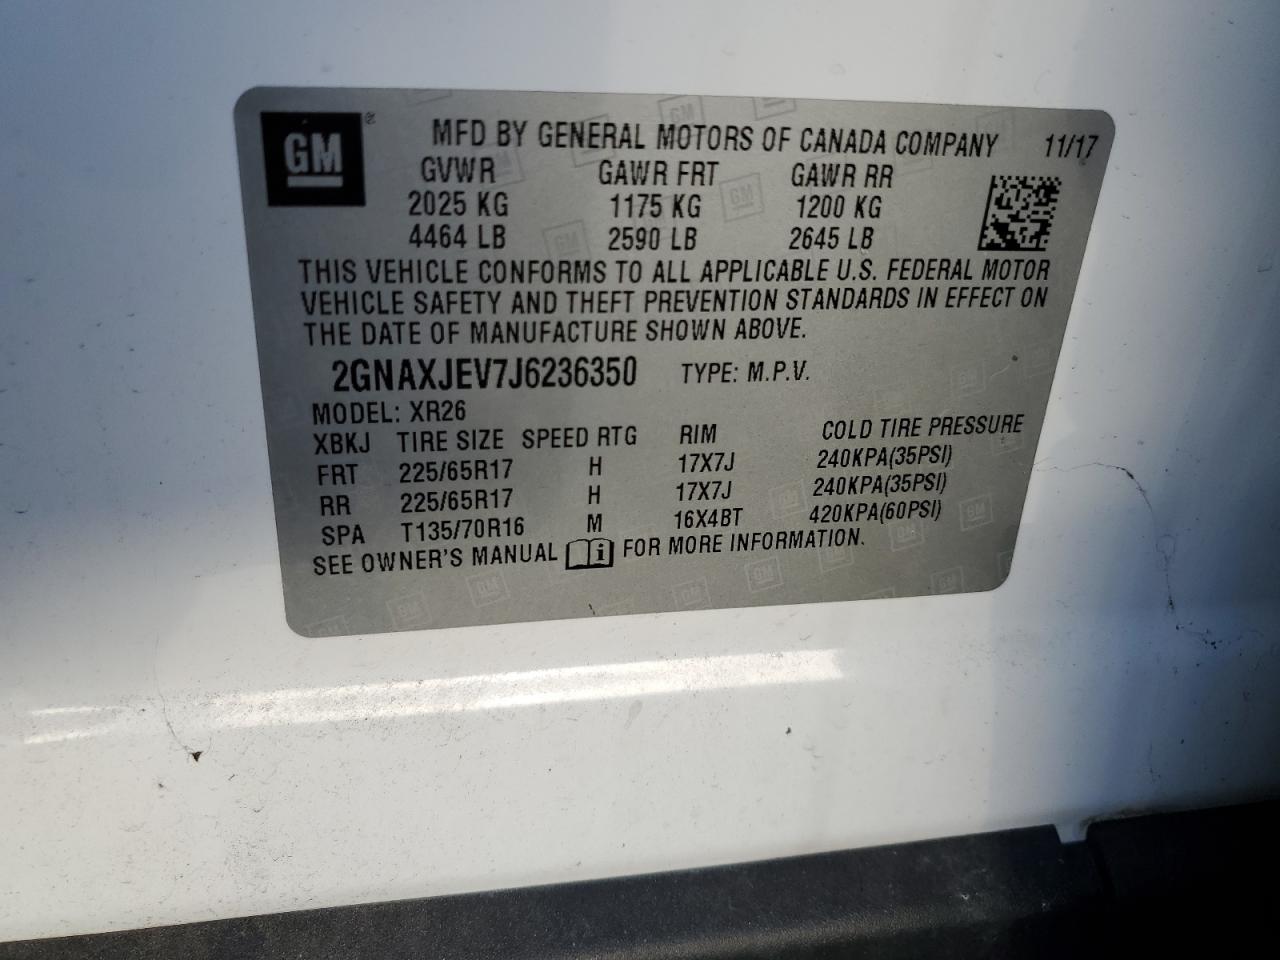 GM
MFD BY GENERAL MOTORS OF CANADA COMPANY 11/17
GVWR GAWR FRT GAWR RR
2025 KG 1175 KG 1200 KG
4464 LB 2590 LB 2645 LB
THIS VEHICLE CONFORMS TO ALL APPLICABLE U.S. FEDERAL MOTOR
VEHICLE SAFETY AND THEFT PREVENTION STANDARDS IN EFFECT ON
THE DATE OF MANUFACTURE SHOWN ABOVE.
2GNAXJEV7J6236350 TYPE: M.P.V.
MODEL: XR26
XBKJ TIRE SIZE SPEED RTG RIM COLD TIRE PRESSURE
FRT 225/65R17 H 17X7J 240KPA(35PSI)
RR 225/65R17 H 17X7J 240KPA(35PSI)
SPA T135/70R16 M 16X4BT 420KPA(60PSI)
SEE OWNER'S MANUAL FOR MORE INFORMATION.